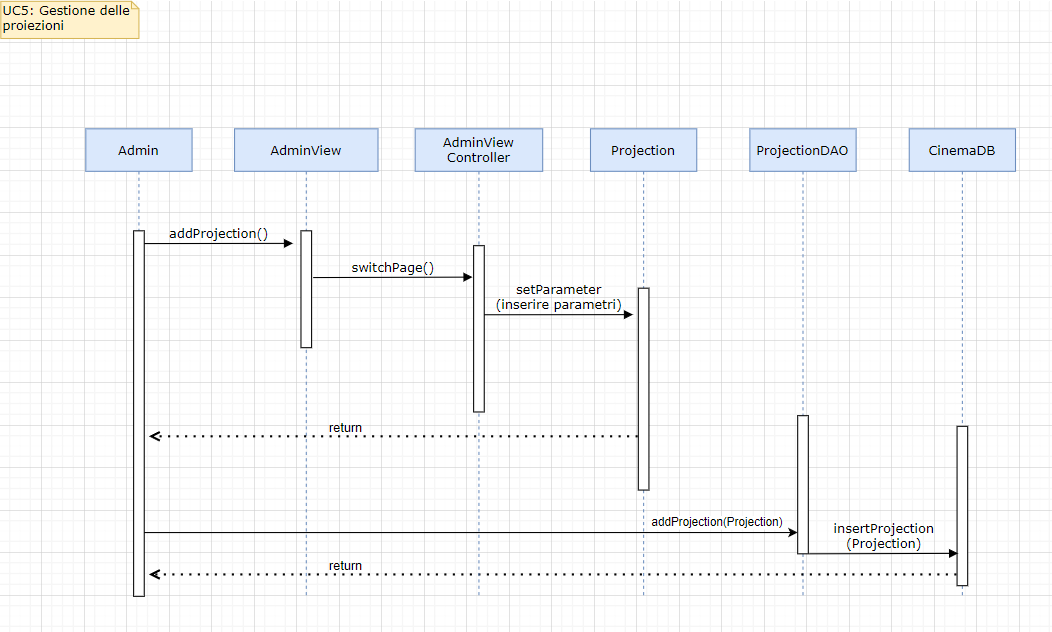 UC5: Gestione delle
proiezioni
Admin
AdminView
AdminView
Controller
Projection
ProjectionDAO
CinemaDB
addProjection()
switchPage()
setParameter
(inserire parametri)
return
addProjection(Projection)
insertProjection
(Projection)
return